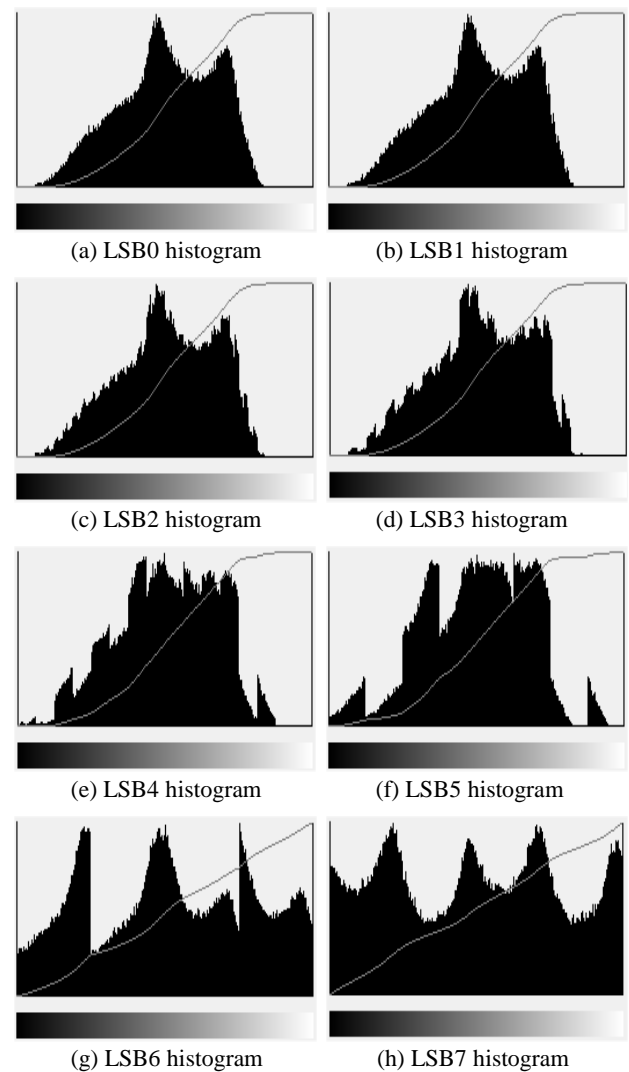 (a) LSB0 histogram
(b) LSB1 histogram
(c) LSB2 histogram
(d) LSB3 histogram
(e) LSB4 histogram
(f) LSB5 histogram
(g) LSB6 histogram
(h) LSB7 histogram